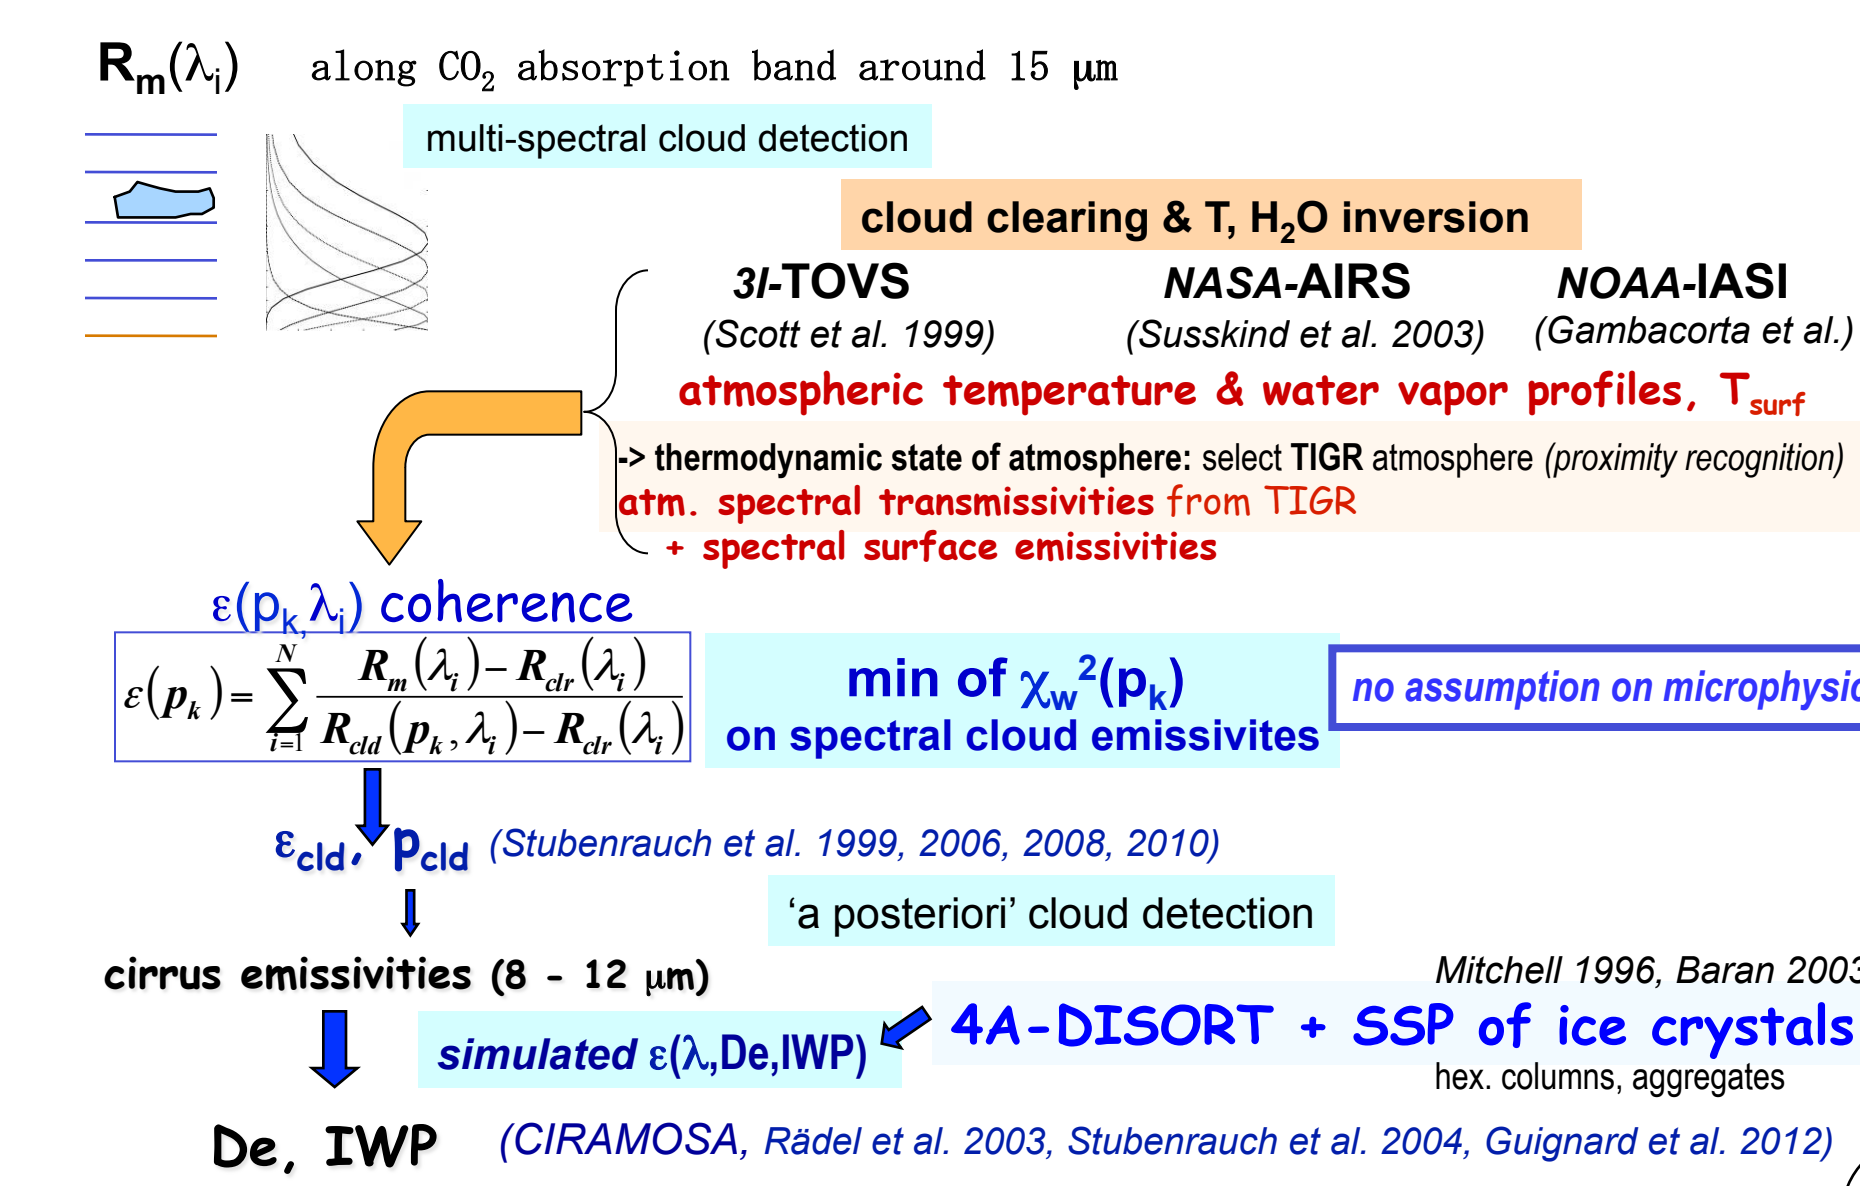 Rm(λi) along CO2 absorption band around 15 μm
multi-spectral cloud detection
cloud clearing & T, H2O inversion
3I-TOVS NASA-AIRS NOAA-IASI
(Scott et al. 1999) (Susskind et al. 2003) (Gambacorta et al.)
atmospheric temperature & water vapor profiles, Tsurf
-> thermodynamic state of atmosphere: select TIGR atmosphere (proximity recognition)
atm. spectral transmissivities from TIGR
+ spectral surface emissivities
ε(pk,λi) coherence
ε(pk) = ∑_{i=1}^{N} (Rm(λi) − Rclr(λi)) / (Rcld(pk, λi) − Rclr(λi))
min of χw²(pk)
on spectral cloud emissivites
no assumption on
εcld, pcld (Stubenrauch et al. 1999, 2006, 2008, 2010)
‘a posteriori’ cloud detection
cirrus emissivities (8 - 12 μm)
Mitchell 1996, Baran 2003
4A-DISORT + SSP of ice crystals
simulated ε(λ,De,IWP)
hex. columns, aggregates
De, IWP (CIRAMOSA, Rädel et al. 2003, Stubenrauch et al. 2004, Guignard et al. 2012)